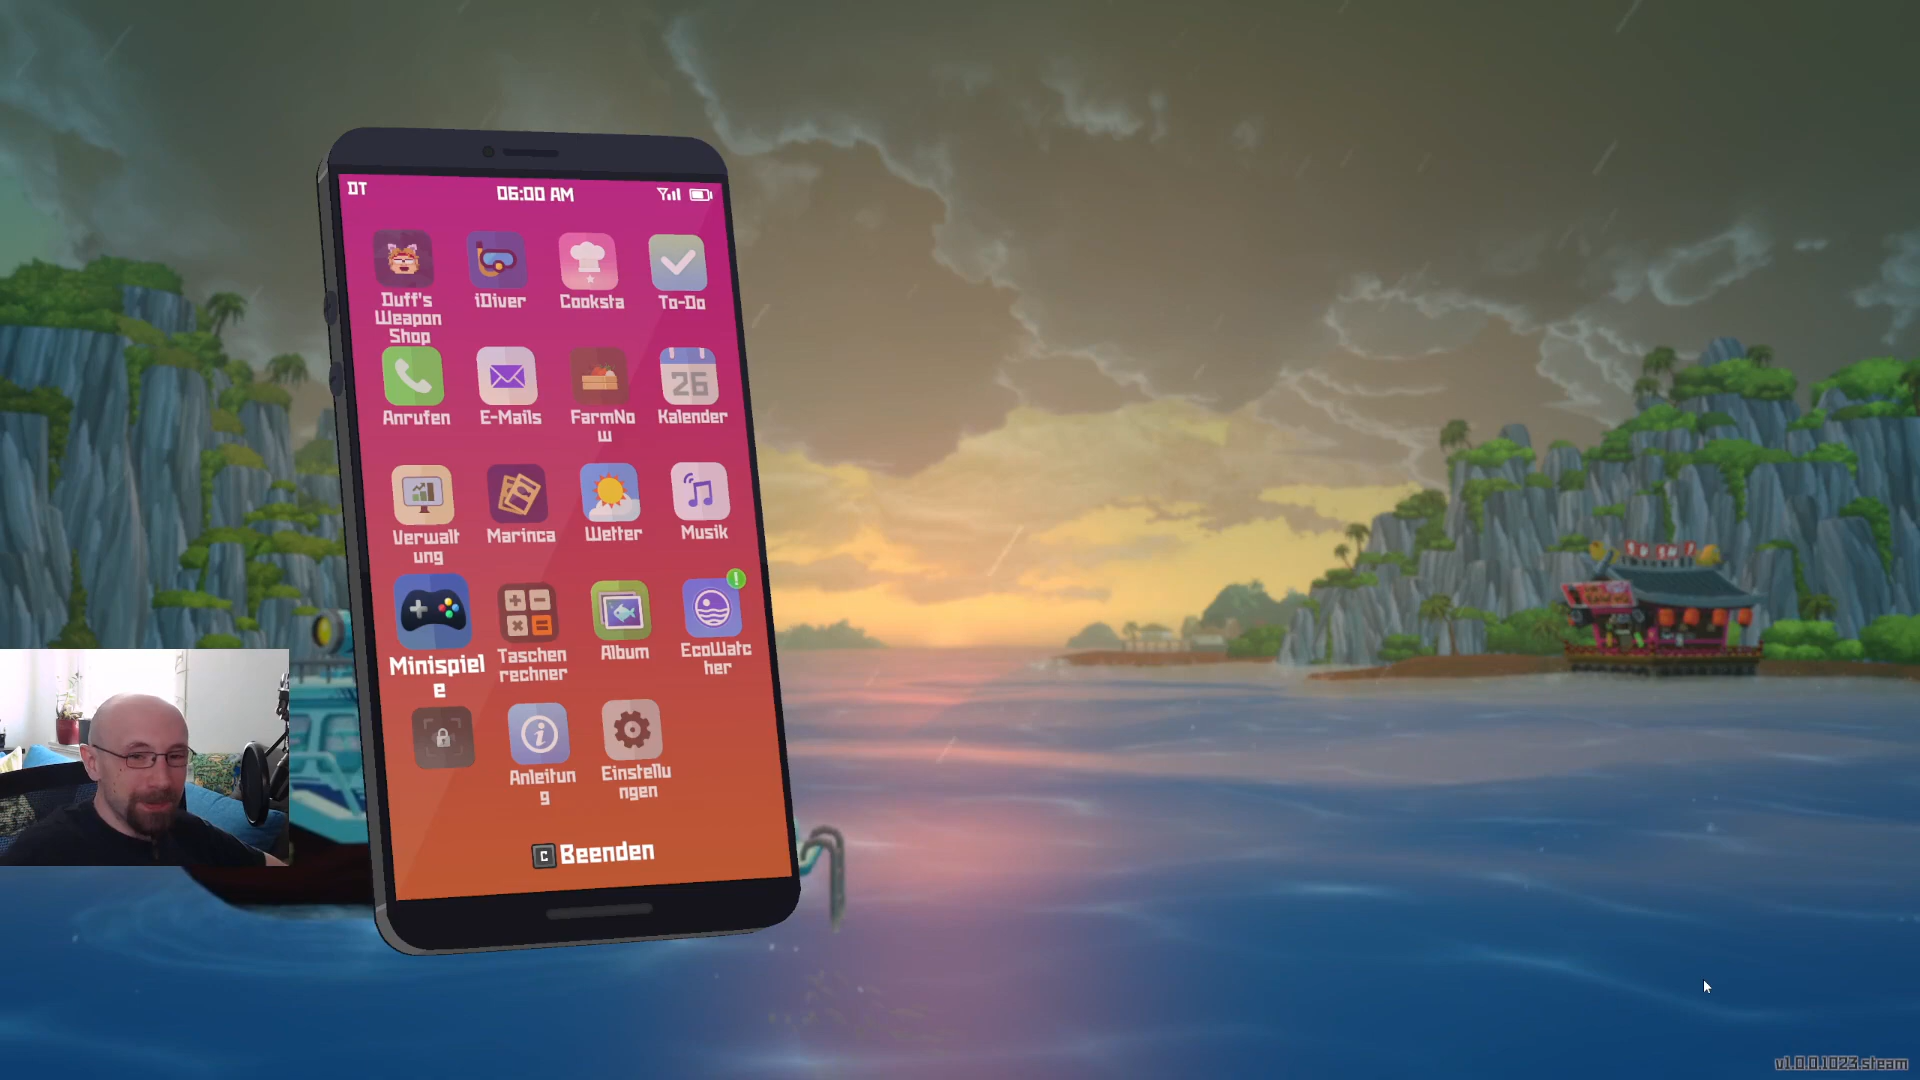 DT
06:00 AM
Duff's
Weapon
Shop
iDiver
Cooksta
To-Do
Anrufen
E-Mails
FarmNo
w
26
Kalender
Verwalt
ung
Marinca
Wetter
Musik
Minispiel
e
Taschen
rechner
Album
!
EcoWatc
her
Anleitun
g
Einstellu
ngen
C Beenden
SUSHI
v1.0.0.1023.steam